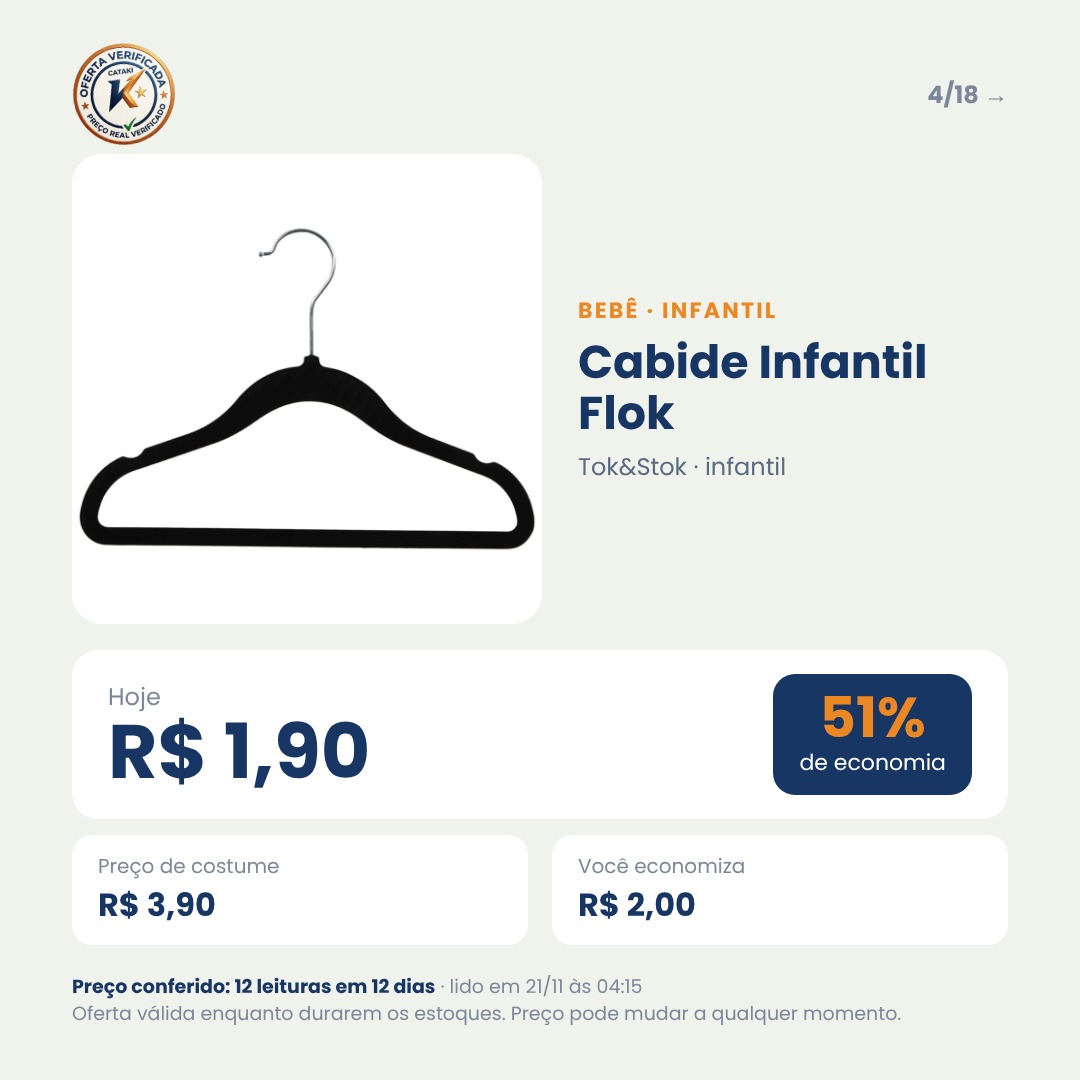 OFERTA VERIFICADA
CATAKI
K
PREÇO REAL VERIFICADO
4/18 →
BEBÊ · INFANTIL
Cabide Infantil
Flok
Tok&Stok · infantil
Hoje
R$ 1,90
51%
de economia
Preço de costume
R$ 3,90
Você economiza
R$ 2,00
Preço conferido: 12 leituras em 12 dias · lido em 21/11 às 04:15
Oferta válida enquanto durarem os estoques. Preço pode mudar a qualquer momento.